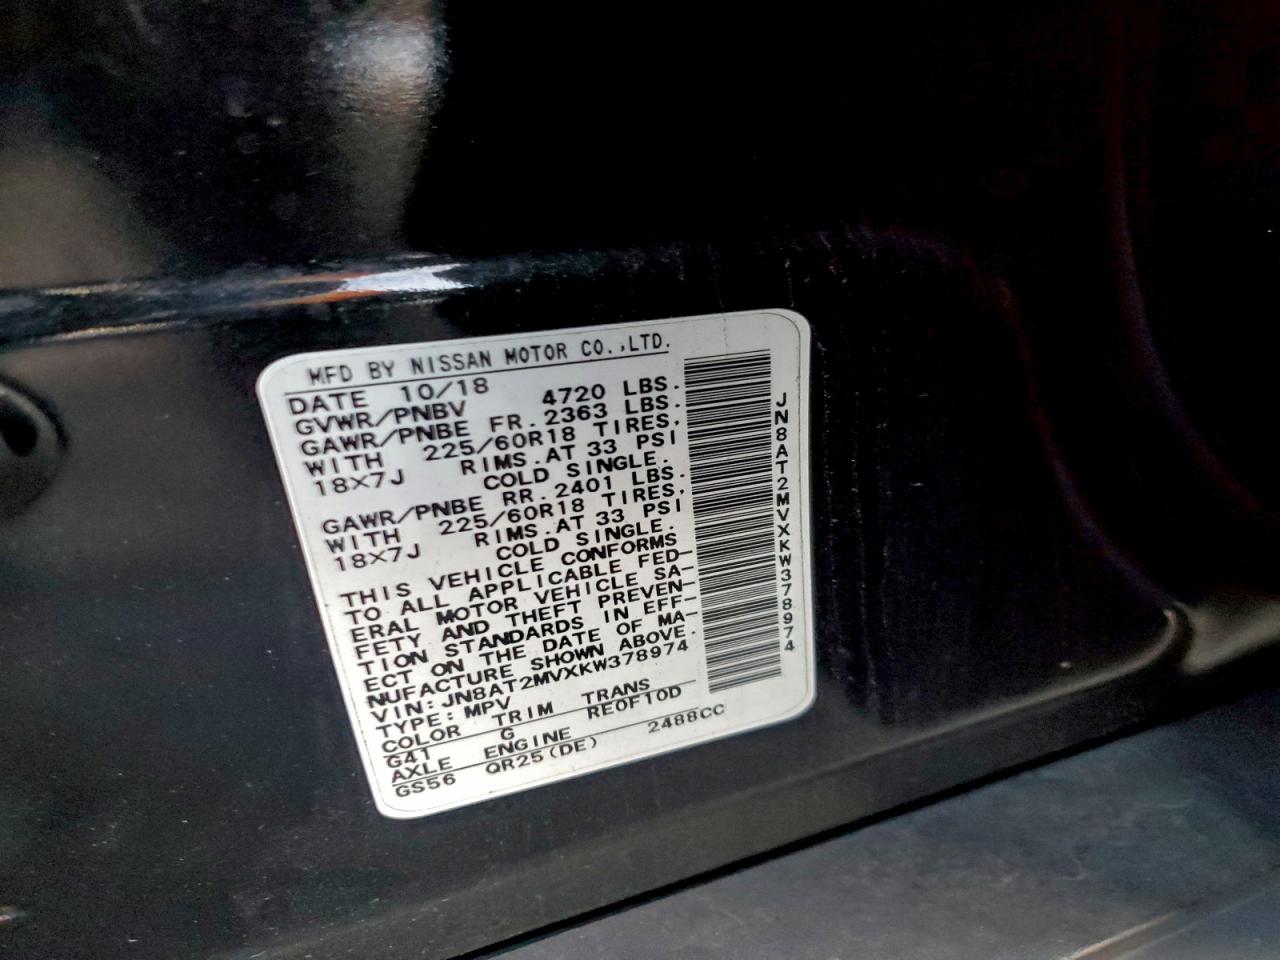 MFD BY NISSAN MOTOR CO.,LTD.
DATE 10/18
GVWR/PNBV 4720 LBS.
GAWR/PNBE FR. 2363 LBS.
WITH 225/60R18 TIRES,
18X7J RIMS.AT 33 PSI
COLD SINGLE.
GAWR/PNBE RR. 2401 LBS.
WITH 225/60R18 TIRES,
18X7J RIMS.AT 33 PSI
COLD SINGLE.
THIS VEHICLE CONFORMS
TO ALL APPLICABLE FED-
ERAL MOTOR VEHICLE SA-
FETY AND THEFT PREVEN-
TION STANDARDS IN EFF-
ECT ON THE DATE OF MA-
NUFACTURE SHOWN ABOVE.
VIN:JN8AT2MVXKW378974
TYPE:MPV
COLOR TRIM TRANS
G41 G RE0F10D
AXLE ENGINE
GS56 QR25(DE) 2488CC
JN8AT2MVXKW378974